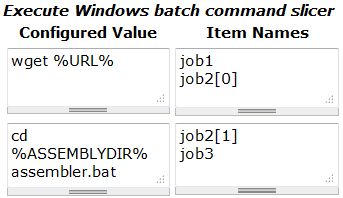 Execute Windows batch command slicer
Configured Value Item Names
wget %URL%
job1
job2[0]
cd
%ASSEMBLYDIR%
assembler.bat
job2[1]
job3